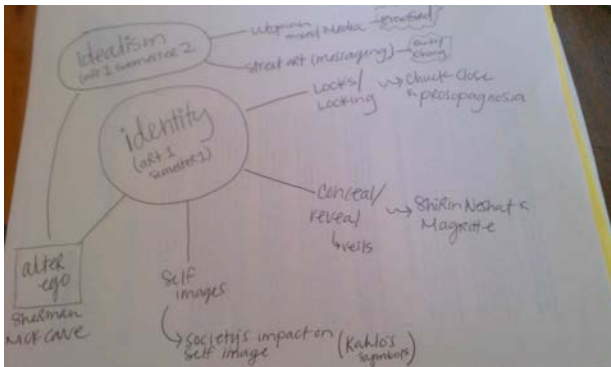 idealism
(art 1 semester 2
utopian
mixed media
street art (messaging)
identity
(art 1
semester 1)
Looks/
Looking
Chuck Close
& prosopagnosia
conceal/
reveal
veils
Shirin Neshat &
Magritte
alter
ego
Sherman
Nick Cave
self
images
society's impact on
self image
(Kahlo's
symbols)